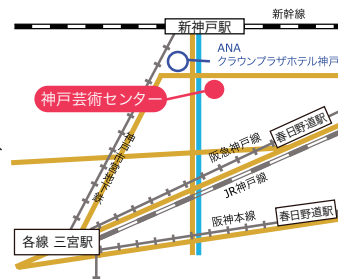 新幹線
新神戸駅
ANA
クラウンプラザホテル神戸
神戸芸術センター
神戸市営地下鉄
阪急神戸線
春日野道駅
JR神戸線
阪神本線
春日野道駅
各線 三宮駅